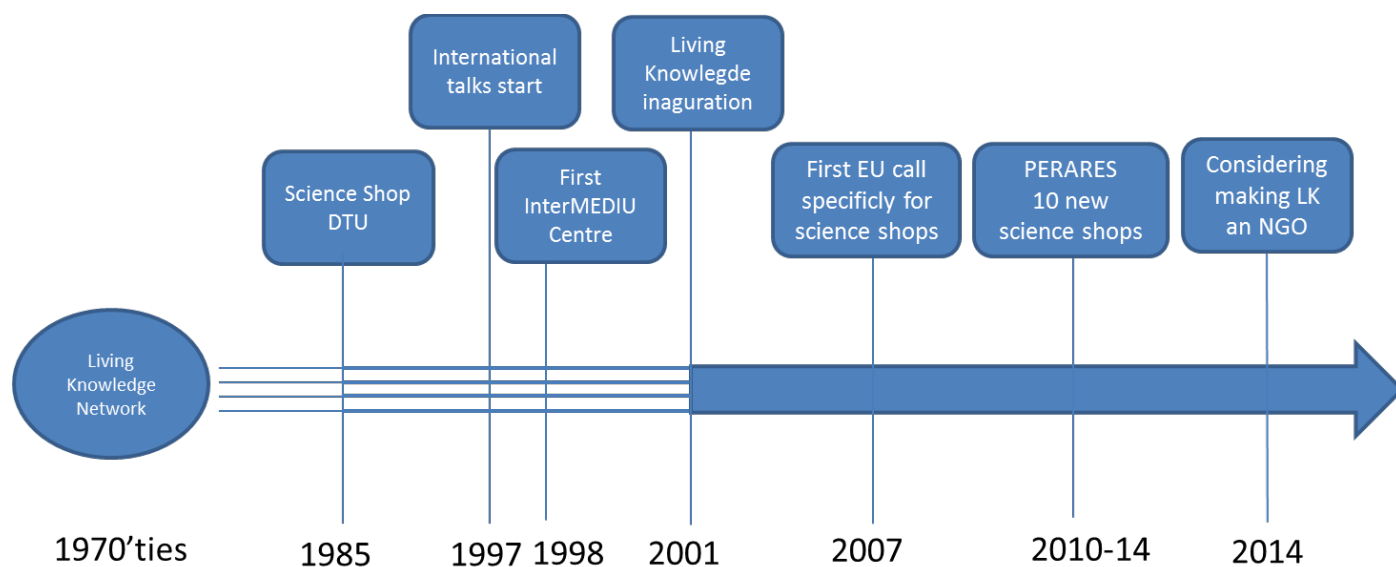 International
talks start
Living
Knowlegde
inaguration
Science Shop
DTU
First
InterMEDIU
Centre
First EU call
specificly for
science shops
PERARES
10 new
science shops
Considering
making LK
an NGO
Living
Knowledge
Network
1970'ties
1985
1997
1998
2001
2007
2010-14
2014